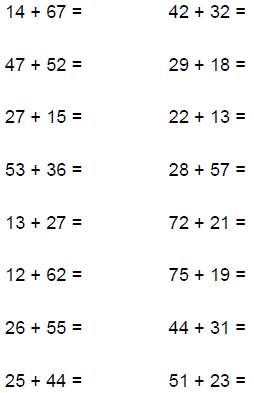 14 + 67 = 42 + 32 =
47 + 52 = 29 + 18 =
27 + 15 = 22 + 13 =
53 + 36 = 28 + 57 =
13 + 27 = 72 + 21 =
12 + 62 = 75 + 19 =
26 + 55 = 44 + 31 =
25 + 44 = 51 + 23 =